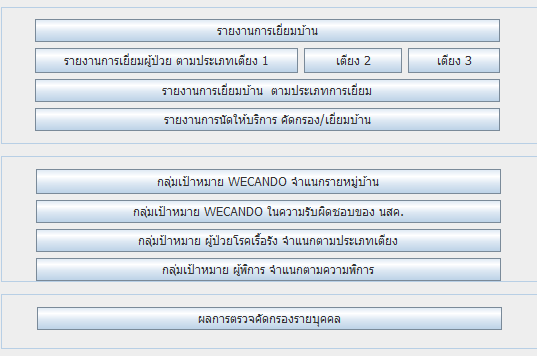 รายงานการเยี่ยมบ้าน
รายงานการเยี่ยมผู้ป่วย ตามประเภทเตียง 1 เตียง 2 เตียง 3
รายงานการเยี่ยมบ้าน ตามประเภทการเยี่ยม
รายงานการนัดให้บริการ คัดกรอง/เยี่ยมบ้าน
กลุ่มเป้าหมาย WECANDO จำแนกรายหมู่บ้าน
กลุ่มเป้าหมาย WECANDO ในความรับผิดชอบของ นสค.
กลุ่มป้าหมาย ผู้ป่วยโรคเรื้อรัง จำแนกตามประเภทเตียง
กลุ่มเป้าหมาย ผู้พิการ จำแนกตามความพิการ
ผลการตรวจคัดกรองรายบุคคล